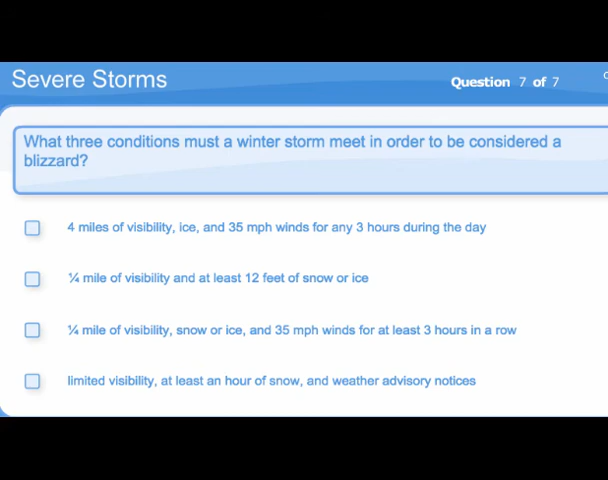 Severe Storms
Question 7 of 7
What three conditions must a winter storm meet in order to be considered a
blizzard?
4 miles of visibility, ice, and 35 mph winds for any 3 hours during the day
¼ mile of visibility and at least 12 feet of snow or ice
¼ mile of visibility, snow or ice, and 35 mph winds for at least 3 hours in a row
limited visibility, at least an hour of snow, and weather advisory notices